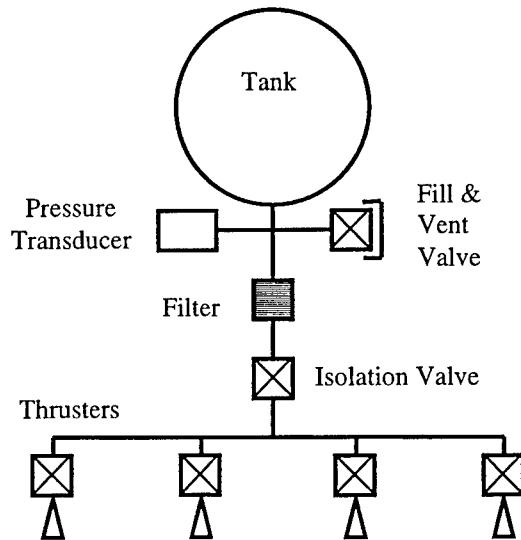 Tank
Pressure
Transducer
Fill &
Vent
Valve
Filter
Isolation Valve
Thrusters